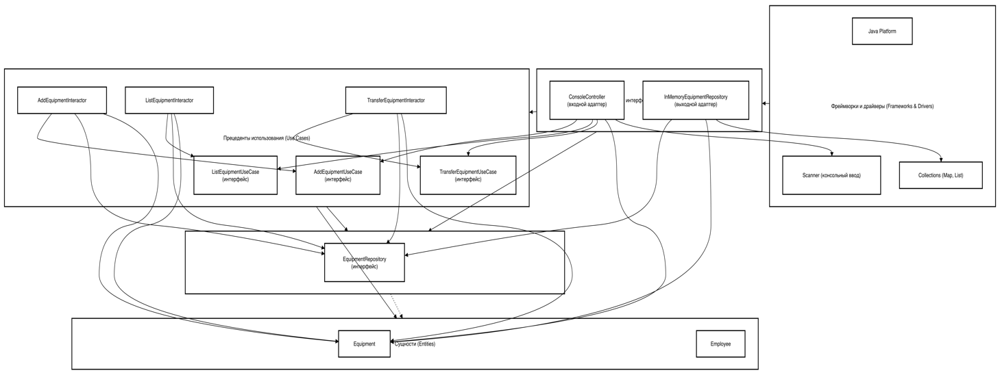 Java Platform
AddEquipmentInteractor
ListEquipmentInteractor
TransferEquipmentInteractor
ConsoleController
(входной адаптер)
интерф
InMemoryEquipmentRepository
(выходной адаптер)
Фреймворки и драйверы (Frameworks & Drivers)
Прецеденты использования (Use Cases)
ListEquipmentUseCase
(интерфейс)
AddEquipmentUseCase
(интерфейс)
TransferEquipmentUseCase
(интерфейс)
Scanner (консольный ввод)
Collections (Map, List)
EquipmentRepository
(интерфейс)
Equipment
Сущности (Entities)
Employee